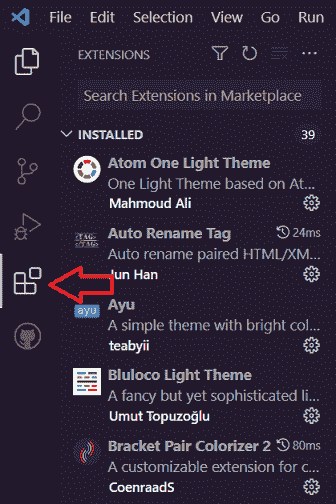 File Edit Selection View Go Run
EXTENSIONS
Search Extensions in Marketplace
INSTALLED 39
Atom One Light Theme
One Light Theme based on At...
Mahmoud Ali
Auto Rename Tag 24ms
Auto rename paired HTML/XM...
Jun Han
ayu
Ayu
A simple theme with bright col...
teabyii
Bluloco Light Theme
A fancy but yet sophisticated li...
Umut Topuzoğlu
Bracket Pair Colorizer 2 80ms
A customizable extension for c...
CoenraadS